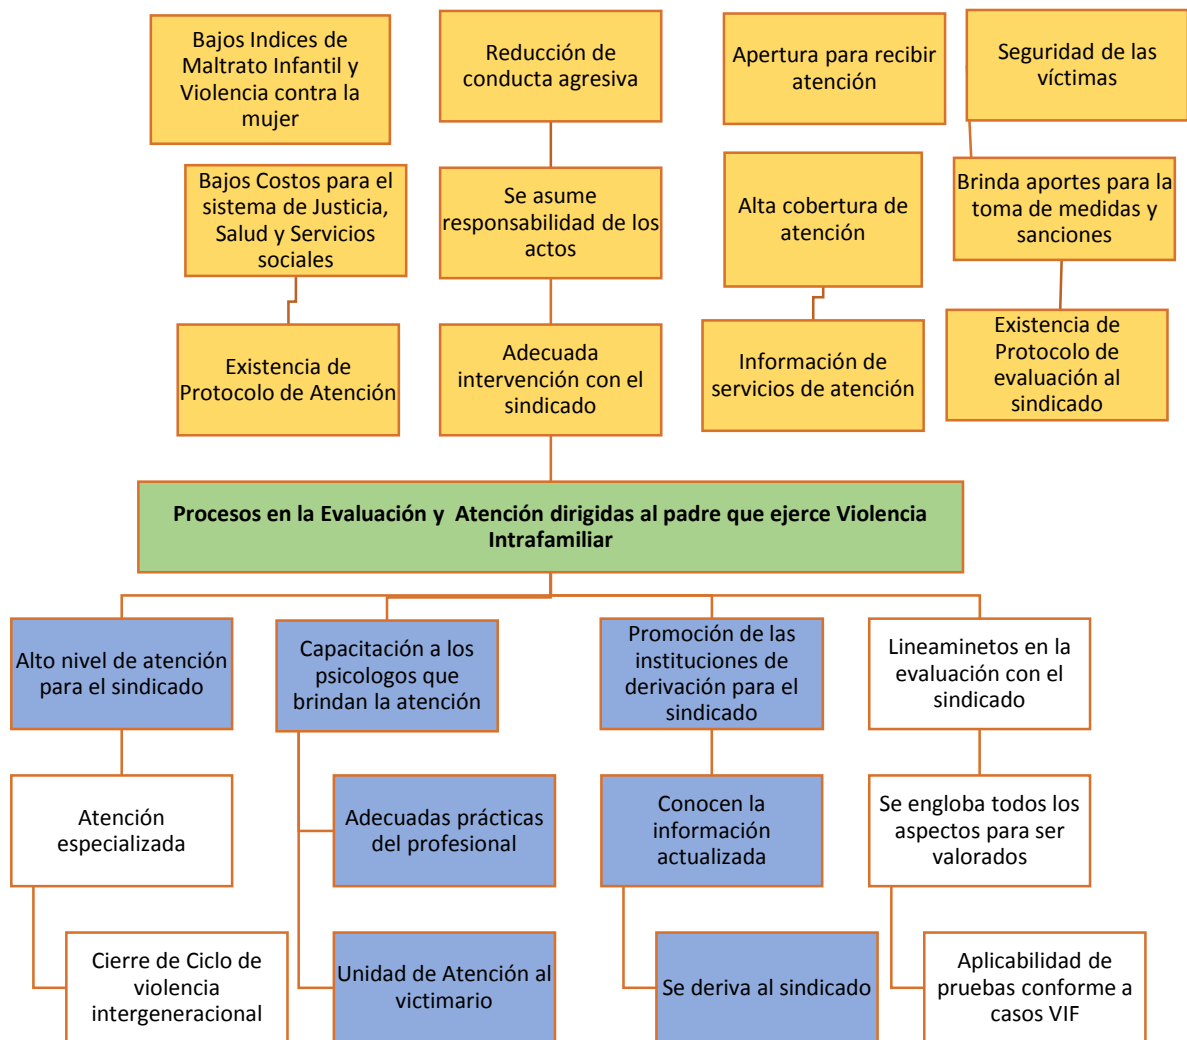 Bajos Indices de
Maltrato Infantil y
Violencia contra la
mujer
Reducción de
conducta agresiva
Apertura para recibir
atención
Seguridad de las
víctimas
Bajos Costos para el
sistema de Justicia,
Salud y Servicios
sociales
Se asume
responsabilidad de los
actos
Alta cobertura de
atención
Brinda aportes para la
toma de medidas y
sanciones
Existencia de
Protocolo de Atención
Adecuada
intervención con el
sindicado
Información de
servicios de atención
Existencia de
Protocolo de
evaluación al
sindicado
Procesos en la Evaluación y Atención dirigidas al padre que ejerce Violencia
Intrafamiliar
Alto nivel de atención
para el sindicado
Capacitación a los
psicologos que
brindan la atención
Promoción de las
instituciones de
derivación para el
sindicado
Lineaminetos en la
evaluación con el
sindicado
Atención
especializada
Adecuadas prácticas
del profesional
Conocen la
información
actualizada
Se engloba todos los
aspectos para ser
valorados
Cierre de Ciclo de
violencia
intergeneracional
Unidad de Atención al
victimario
Se deriva al sindicado
Aplicabilidad de
pruebas conforme a
casos VIF